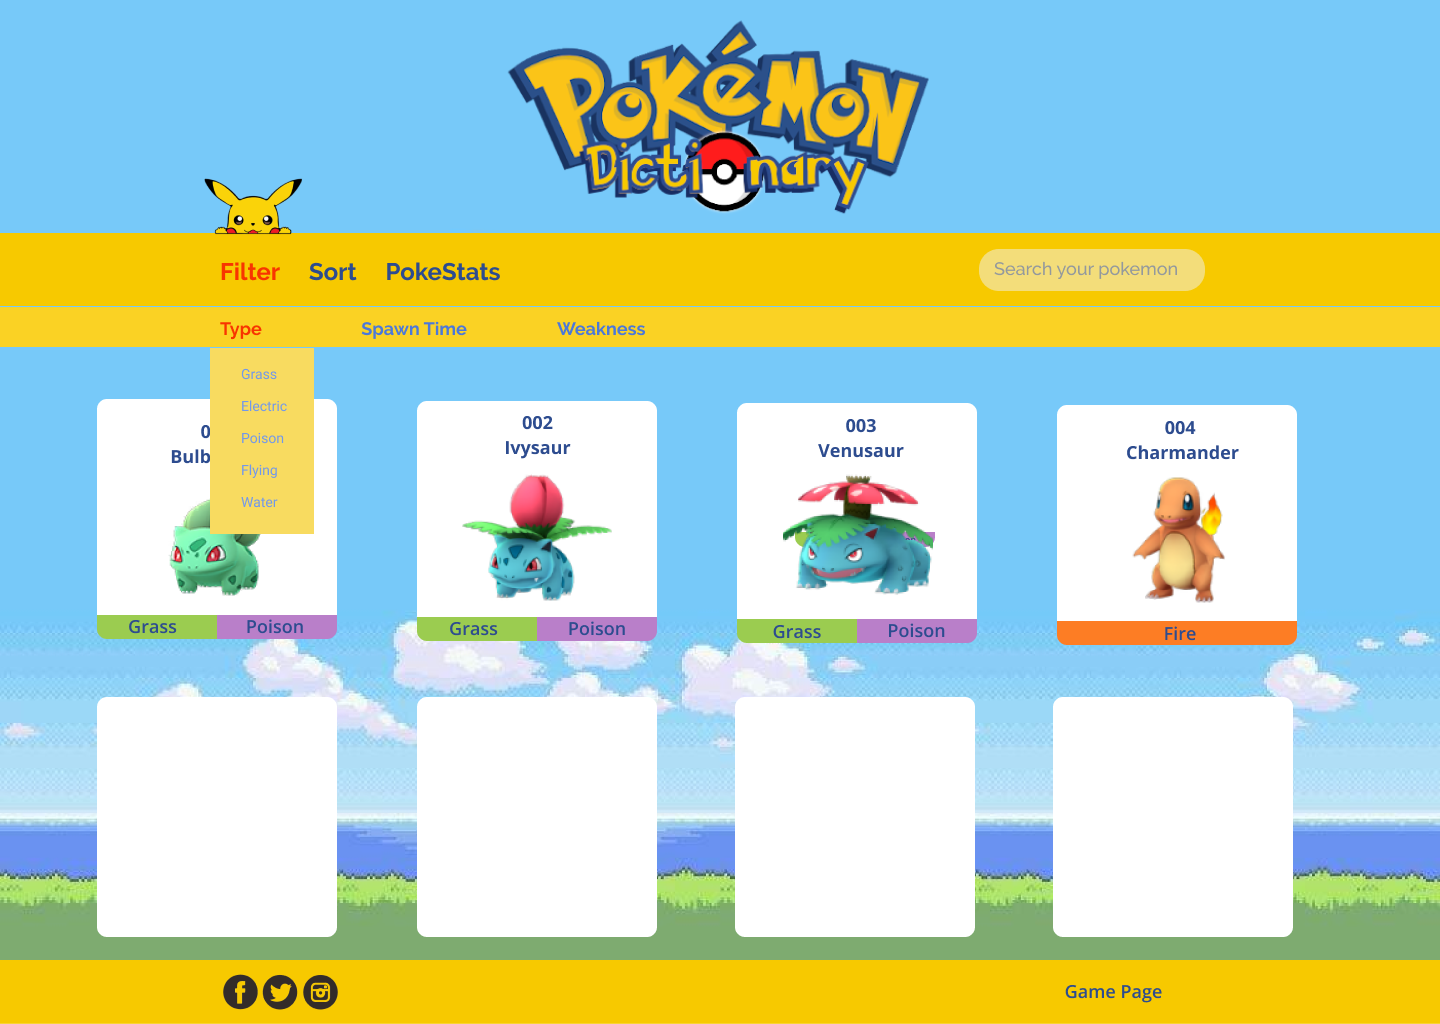 Pokémon
Dictionary
Filter Sort PokeStats
Search your pokemon
Type Spawn Time Weakness
Grass
Electric
Poison
Flying
Water
0
Bulb
Grass Poison
002
Ivysaur
Grass Poison
003
Venusaur
Grass Poison
004
Charmander
Fire
Game Page